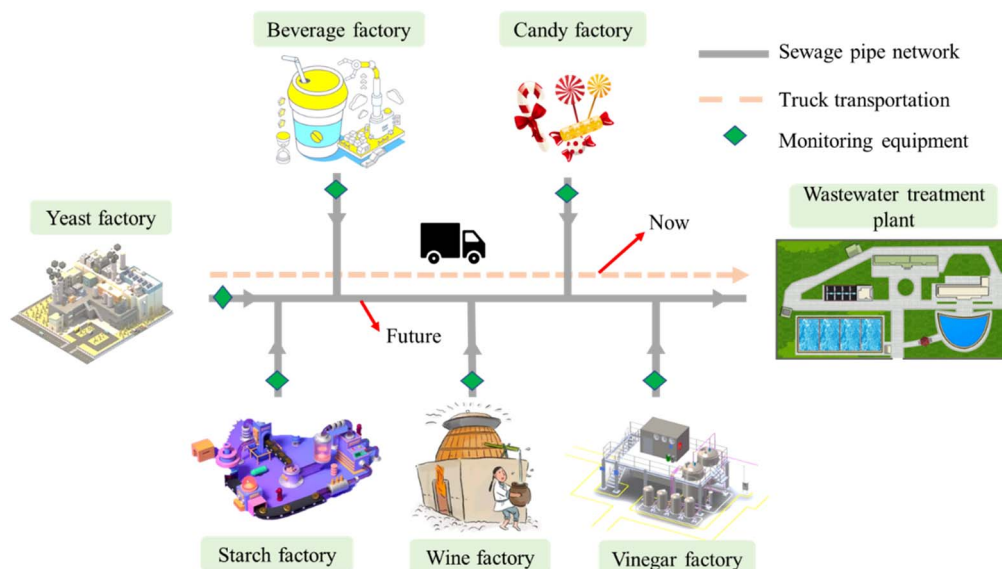 Beverage factory
Candy factory
Sewage pipe network
Truck transportation
Monitoring equipment
Yeast factory
Wastewater treatment
plant
Now
Future
Starch factory
Wine factory
Vinegar factory